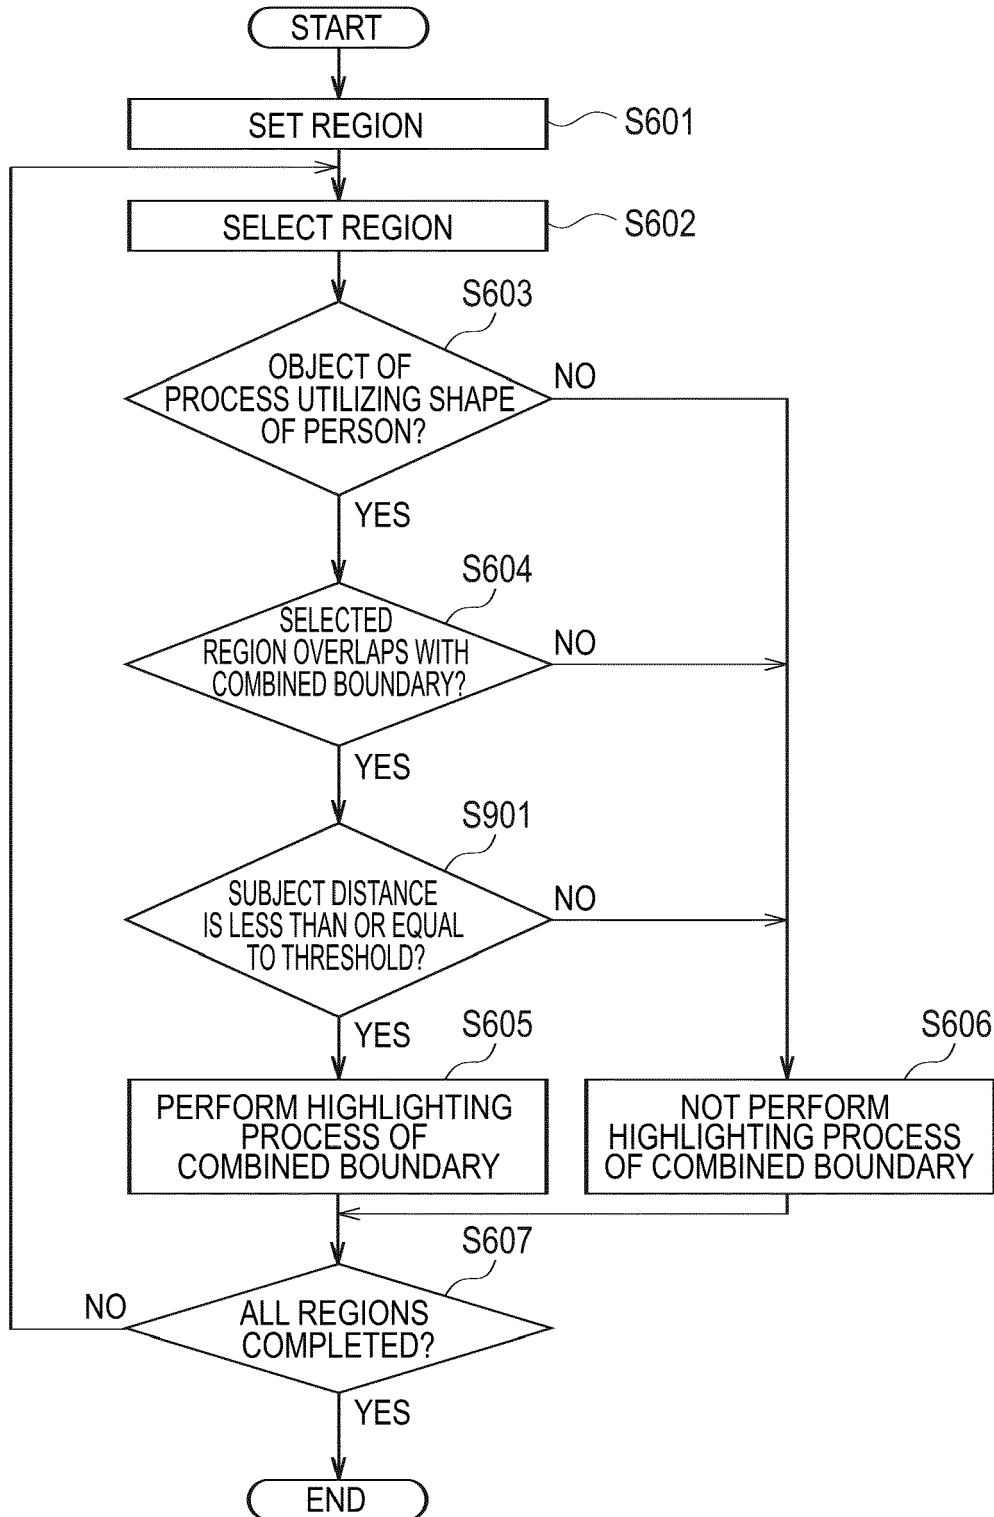 START
SET REGION
S601
SELECT REGION
S602
S603
OBJECT OF
PROCESS UTILIZING SHAPE
OF PERSON?
NO
YES
S604
SELECTED
REGION OVERLAPS WITH
COMBINED BOUNDARY?
NO
YES
S901
SUBJECT DISTANCE
IS LESS THAN OR EQUAL
TO THRESHOLD?
NO
YES
S605
PERFORM HIGHLIGHTING
PROCESS OF
COMBINED BOUNDARY
S606
NOT PERFORM
HIGHLIGHTING PROCESS
OF COMBINED BOUNDARY
S607
ALL REGIONS
COMPLETED?
NO
YES
END